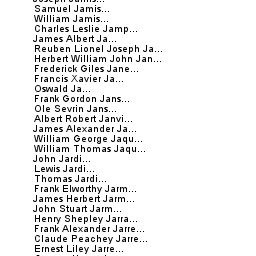 Joseph Jamis...
Samuel Jamis...
William Jamis...
Charles Leslie Jamp...
James Albert Ja...
Reuben Lionel Joseph Ja...
Herbert William John Jan...
Frederick Giles Jane...
Francis Xavier Ja...
Oswald Ja...
Frank Gordon Jans...
Ole Sevrin Jans...
Albert Robert Janvi...
James Alexander Ja...
William George Jaqu...
William Thomas Jaqu...
John Jardi...
Lewis Jardi...
Thomas Jardi...
Frank Elworthy Jarm...
James Herbert Jarm...
John Stuart Jarm...
Henry Shepley Jarra...
Frank Alexander Jarre...
Claude Peachey Jarre...
Ernest Liley Jarre...